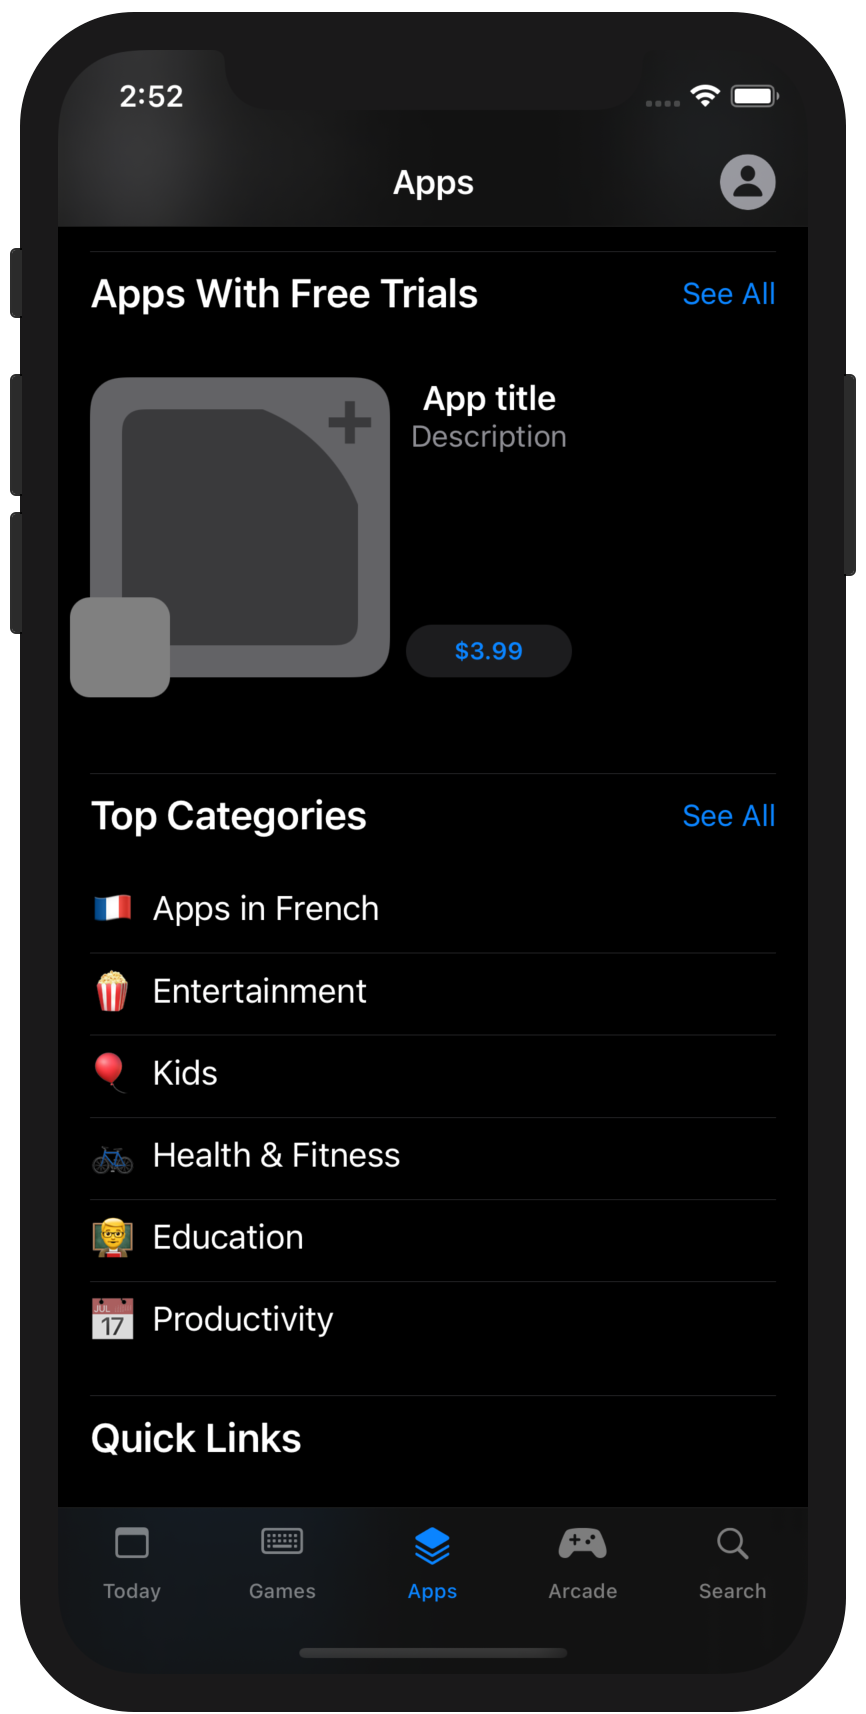 2:52
Apps
Apps With Free Trials
See All
App title
Description
$3.99
Top Categories
See All
Apps in French
Entertainment
Kids
Health & Fitness
Education
JUL
17
Productivity
Quick Links
Today
Games
Apps
Arcade
Search